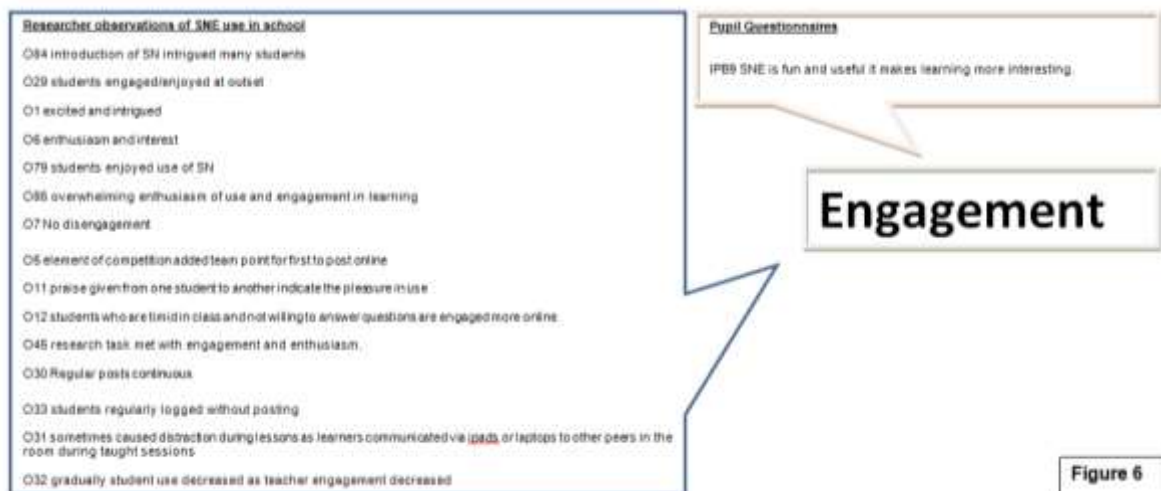 Researcher observations of SNE use in school
O84 introduction of SN intrigued many students
O29 students engaged/enjoyed at outset
O1 excited and intrigued
O6 enthusiasm and interest
O79 students enjoyed use of SN
O86 overwhelming enthusiasm of use and engagement in learning
O7 No disengagement
O5 element of competition added team point for first to post online
O11 praise given from one student to another indicate the pleasure in use
O12 students who are timid in class and not willing to answer questions are engaged more online
O45 research task met with engagement and enthusiasm.
O30 Regular posts continuous
O33 students regularly logged without posting
O31 sometimes caused distraction during lessons as learners communicated via ipads or laptops to other peers in the
room during taught sessions
O32 gradually student use decreased as teacher engagement decreased
Pupil Questionnaires
IPB9 SNE is fun and useful it makes learning more interesting.
Engagement
Figure 6